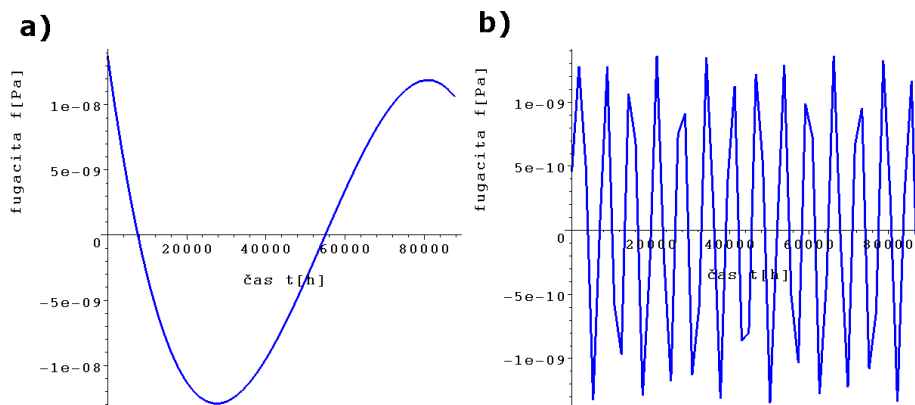 a)
fugacita f[Pa]
1e-08
5e-09
0
20000 40000 60000 80000
čas t[h]
−5e-09
−1e-08
b)
fugacita f[Pa]
1e-09
5e-10
0
20000 40000 60000 80000
čas t[h]
−5e-10
−1e-09